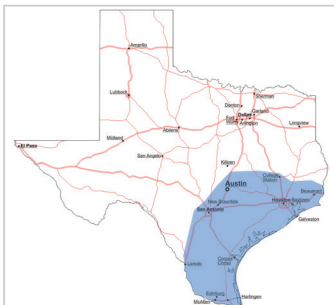 Amarillo
Lubbock
Sherman
Denton
Dallas
Garland
Fort Worth
Arlington
Longview
Abilene
Midland
El Paso
San Angelo
Killeen
College Station
Austin
Beaumont
New Braunfels
Houston
Baytown
San Antonio
Galveston
Laredo
Corpus Christi
Edinburg
Harlingen
McAllen